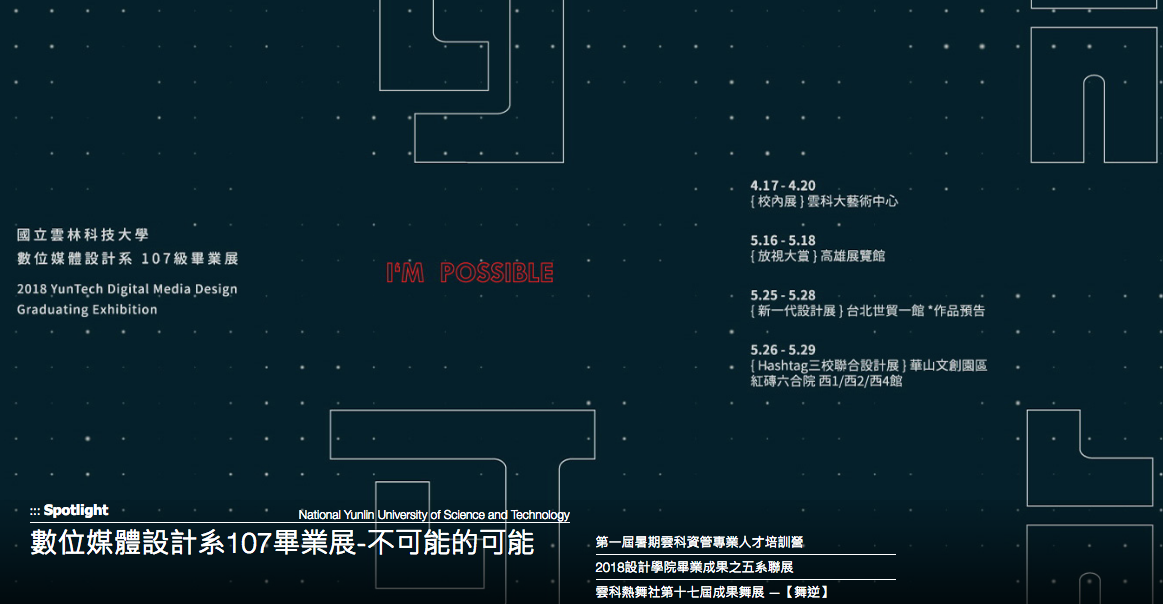 國立雲林科技大學
數位媒體設計系 107級畢業展
2018 YunTech Digital Media Design
Graduating Exhibition
I'M POSSIBLE
4.17 - 4.20
{ 校內展 } 雲科大藝術中心
5.16 - 5.18
{ 放視大賞 } 高雄展覽館
5.25 - 5.28
{ 新一代設計展 } 台北世貿一館 *作品預告
5.26 - 5.29
{ Hashtag三校聯合設計展 } 華山文創園區
紅磚六合院 西1/西2/西4館
::: Spotlight
National Yunlin University of Science and Technology
數位媒體設計系107畢業展-不可能的可能
第一屆暑期雲科資管專業人才培訓營
2018設計學院畢業成果之五系聯展
雲科熱舞社第十七屆成果舞展 —【舞逆】